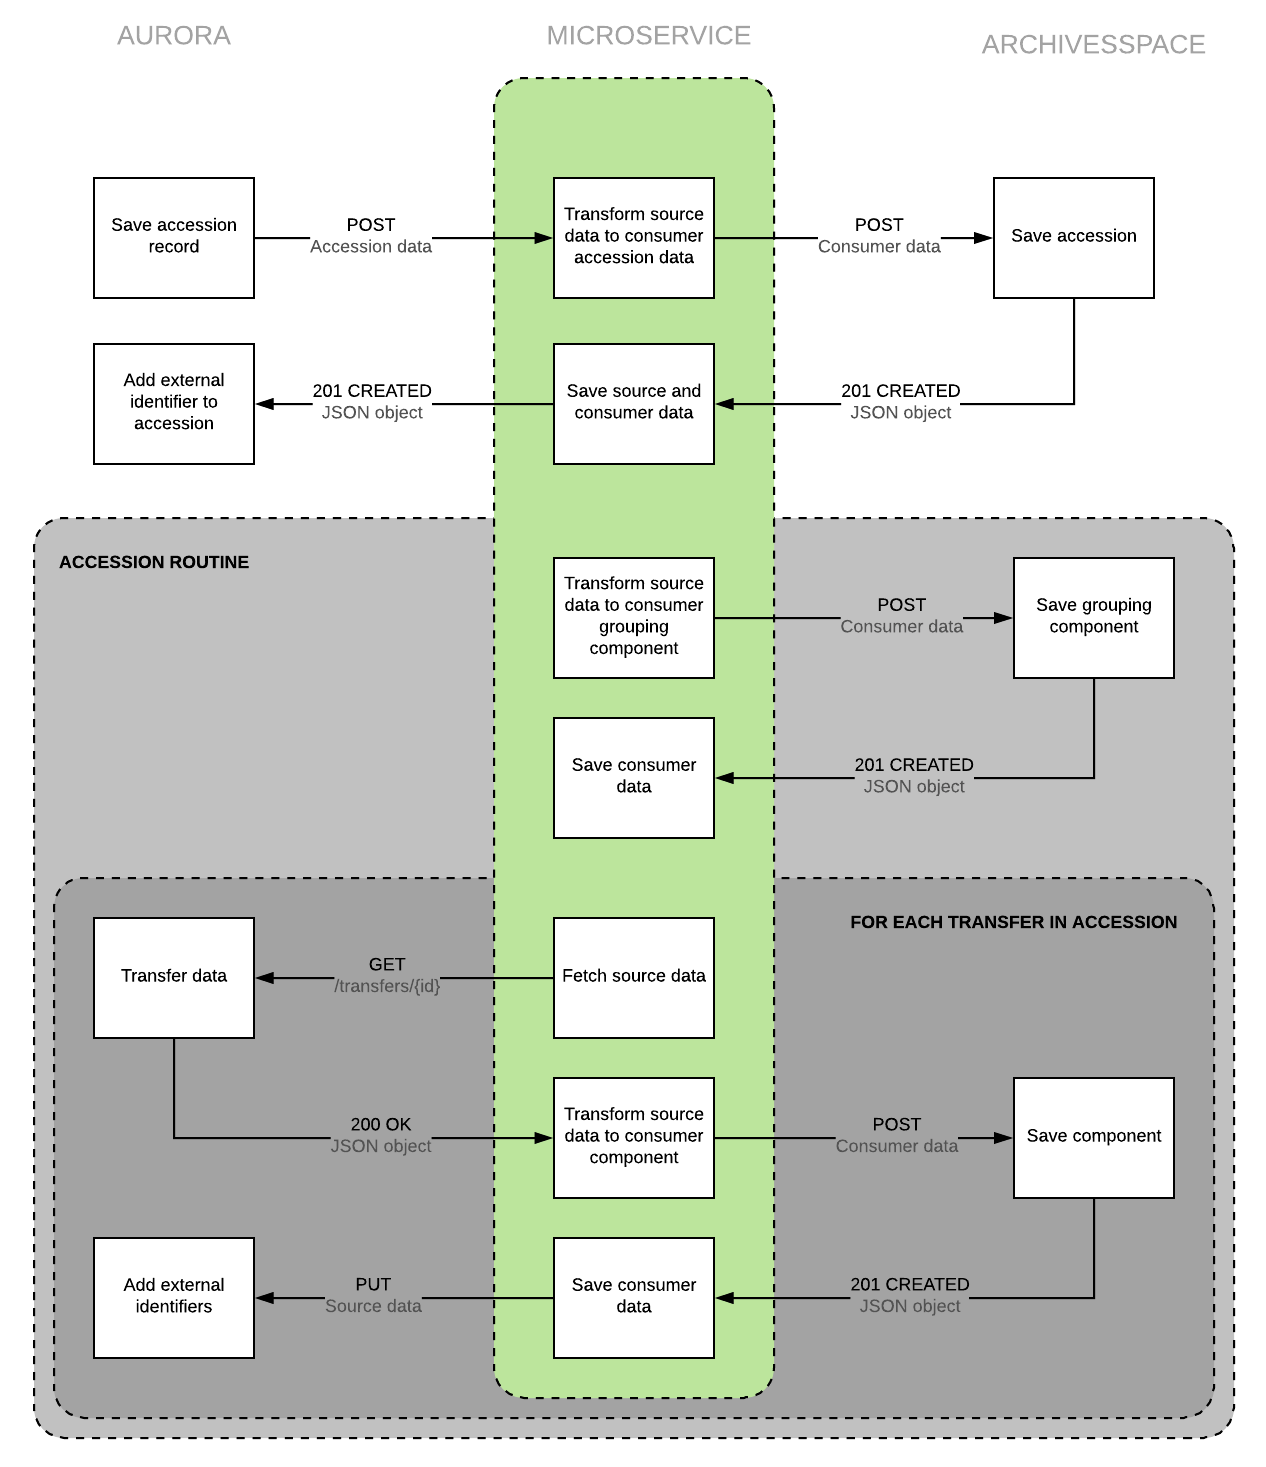 AURORA
MICROSERVICE
ARCHIVESSPACE
Save accession
record
POST
Accession data
Transform source
data to consumer
accession data
POST
Consumer data
Save accession
Add external
identifier to
accession
201 CREATED
JSON object
Save source and
consumer data
201 CREATED
JSON object
ACCESSION ROUTINE
Transform source
data to consumer
grouping
component
POST
Consumer data
Save grouping
component
Save consumer
data
201 CREATED
JSON object
FOR EACH TRANSFER IN ACCESSION
Transfer data
GET
/transfers/{id}
Fetch source data
200 OK
JSON object
Transform source
data to consumer
component
POST
Consumer data
Save component
Add external
identifiers
PUT
Source data
Save consumer
data
201 CREATED
JSON object